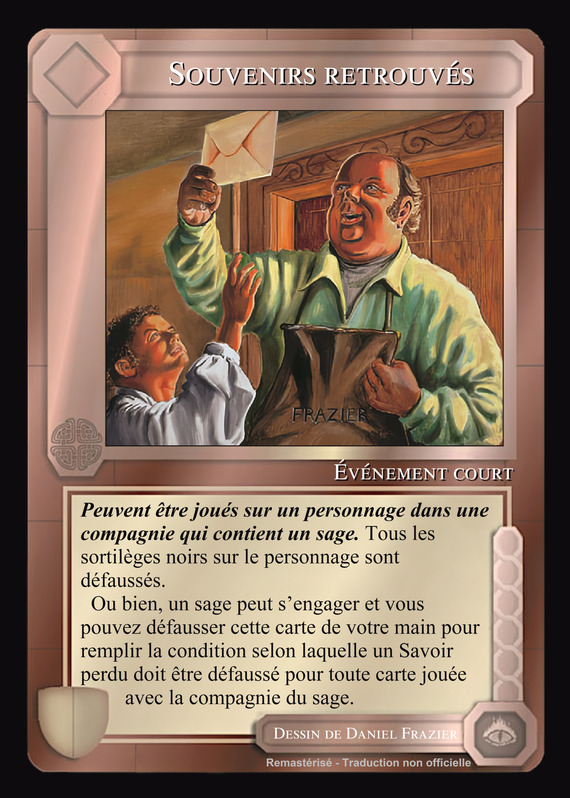 Souvenirs retrouvés
FRAZIER
Événement court
Peuvent être joués sur un personnage dans une
compagnie qui contient un sage. Tous les
sortilèges noirs sur le personnage sont
défaussés.
Ou bien, un sage peut s’engager et vous
pouvez défausser cette carte de votre main pour
remplir la condition selon laquelle un Savoir
perdu doit être défaussé pour toute carte jouée
avec la compagnie du sage.
Dessin de Daniel Frazier
Remastérisé - Traduction non officielle